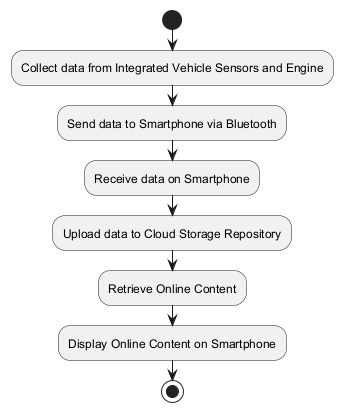 Collect data from Integrated Vehicle Sensors and Engine
Send data to Smartphone via Bluetooth
Receive data on Smartphone
Upload data to Cloud Storage Repository
Retrieve Online Content
Display Online Content on Smartphone